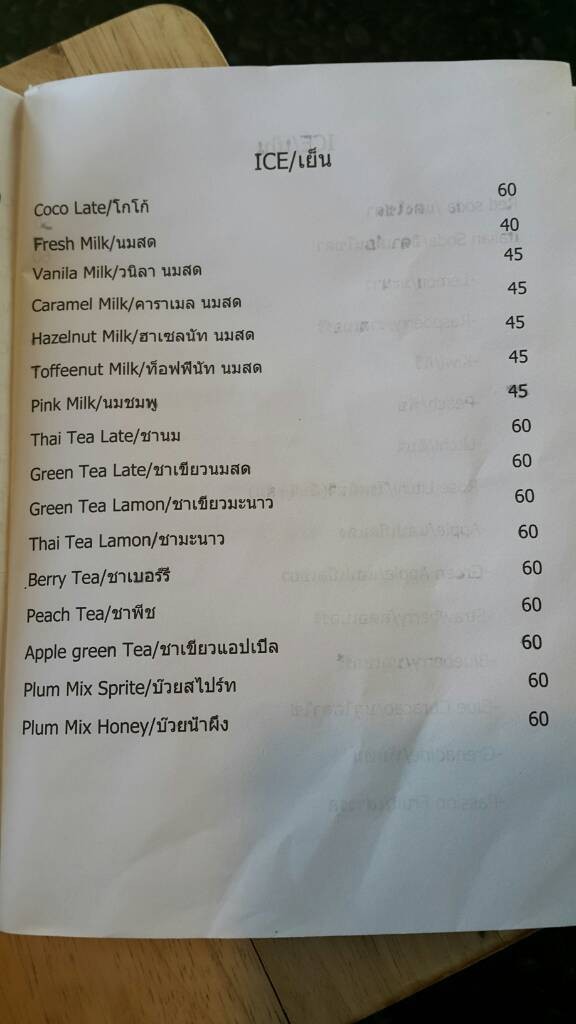 ICE/เย็น
Coco Late/โกโก้ 60
Fresh Milk/นมสด 40
Vanila Milk/วนิลา นมสด 45
Caramel Milk/คาราเมล นมสด 45
Hazelnut Milk/ฮาเซลนัท นมสด 45
Toffeenut Milk/ท็อฟฟีนัท นมสด 45
Pink Milk/นมชมพู 45
Thai Tea Late/ชานม 60
Green Tea Late/ชาเขียวนมสด 60
Green Tea Lamon/ชาเขียวมะนาว 60
Thai Tea Lamon/ชามะนาว 60
Berry Tea/ชาเบอร์รี 60
Peach Tea/ชาพีช 60
Apple green Tea/ชาเขียวแอปเปิล 60
Plum Mix Sprite/บ๊วยสไปร์ท 60
Plum Mix Honey/บ๊วยน้ำผึ้ง 60